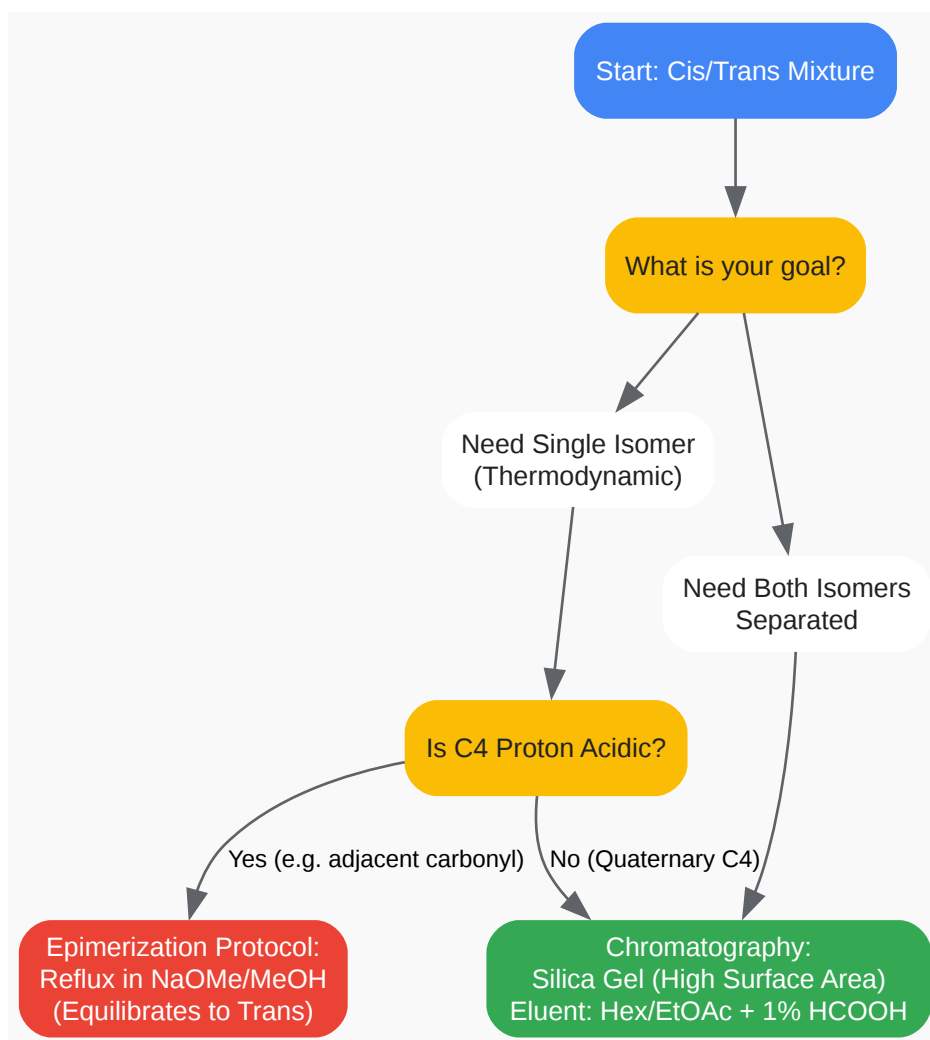 Start: Cis/Trans Mixture
What is your goal?
Need Single Isomer
(Thermodynamic)
Need Both Isomers
Separated
Is C4 Proton Acidic?
Yes (e.g. adjacent carbonyl)
No (Quaternary C4)
Epimerization Protocol:
Reflux in NaOMe/MeOH
(Equilibrates to Trans)
Chromatography:
Silica Gel (High Surface Area)
Eluent: Hex/EtOAc + 1% HCOOH